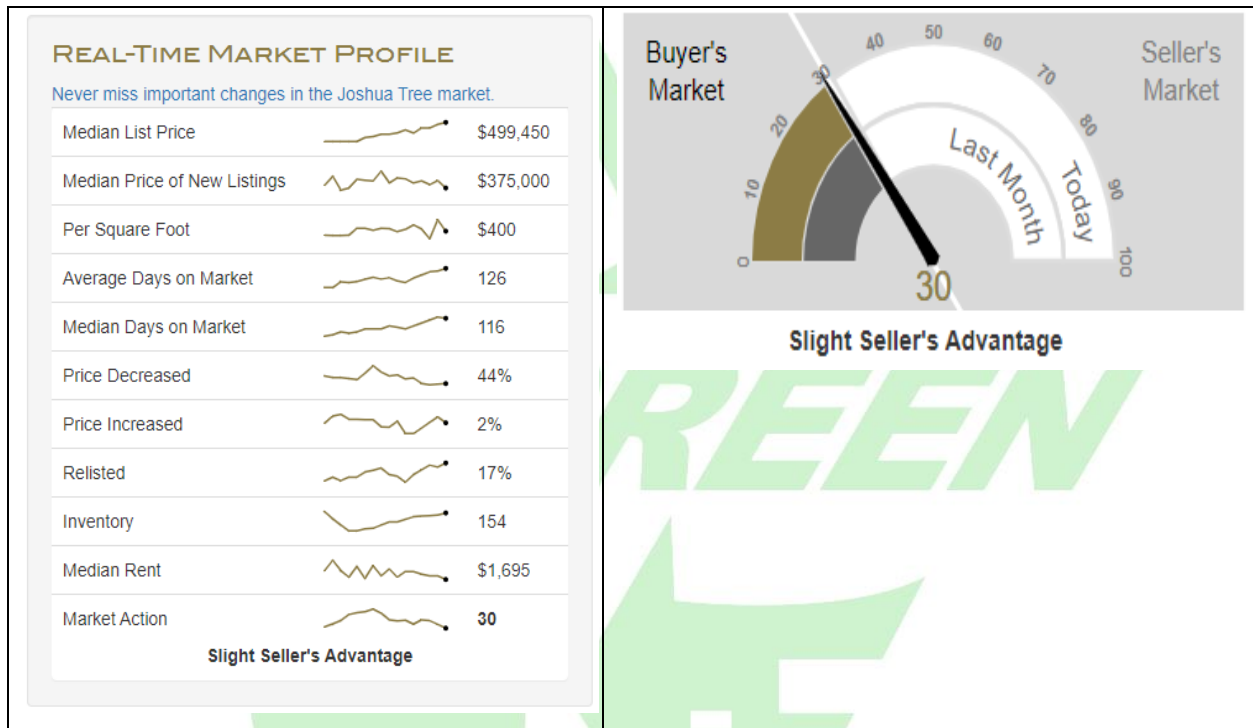 REAL-TIME MARKET PROFILE
Never miss important changes in the Joshua Tree market.
Median List Price $499,450
Median Price of New Listings $375,000
Per Square Foot $400
Average Days on Market 126
Median Days on Market 116
Price Decreased 44%
Price Increased 2%
Relisted 17%
Inventory 154
Median Rent $1,695
Market Action 30
Slight Seller's Advantage
Buyer's
Market
Seller's
Market
0
10
20
30
40
50
60
70
80
90
100
Last Month
Today
30
Slight Seller's Advantage
REEN